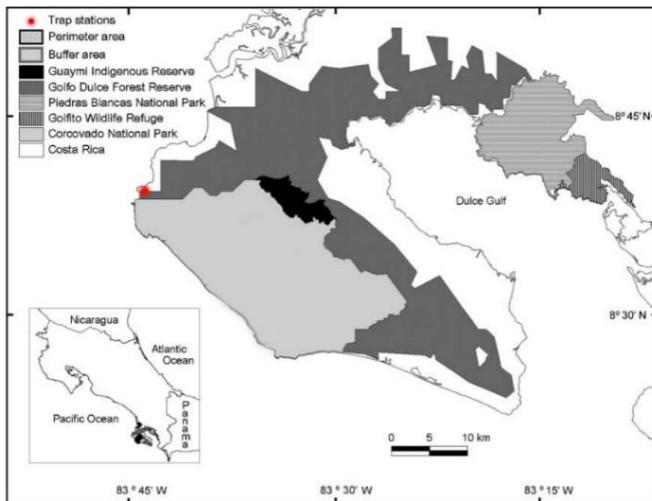 Trap stations
Perimeter area
Buffer area
Guaymi Indigenous Reserve
Golfo Dulce Forest Reserve
Piedras Blancas National Park
Golfito Wildlife Refuge
Corcovado National Park
Costa Rica
8º 45' N
Dulce Gulf
8º 30' N
Nicaragua
Atlantic
Ocean
Pacific Ocean
Panama
0 5 10 km
83 º 45' W
83 º 30' W
83 º 15' W